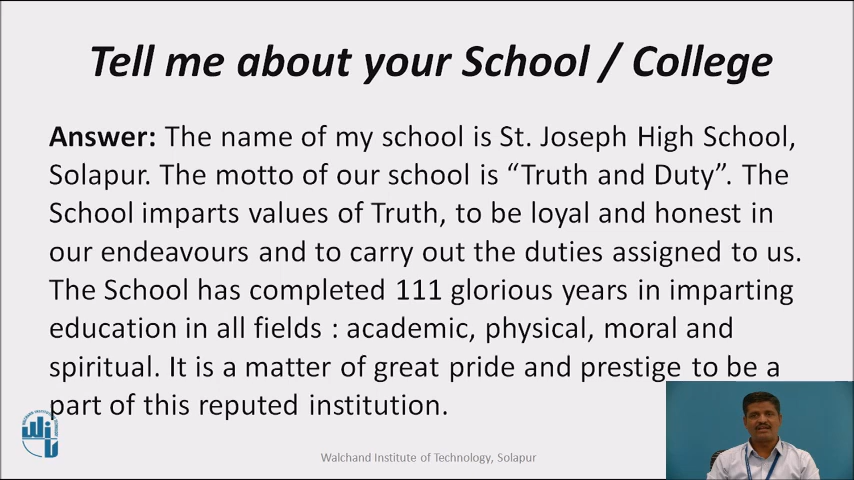 Tell me about your School / College
Answer: The name of my school is St. Joseph High School,
Solapur. The motto of our school is “Truth and Duty”. The
School imparts values of Truth, to be loyal and honest in
our endeavours and to carry out the duties assigned to us.
The School has completed 111 glorious years in imparting
education in all fields : academic, physical, moral and
spiritual. It is a matter of great pride and prestige to be a
part of this reputed institution.
Walchand Institute of Technology, Solapur